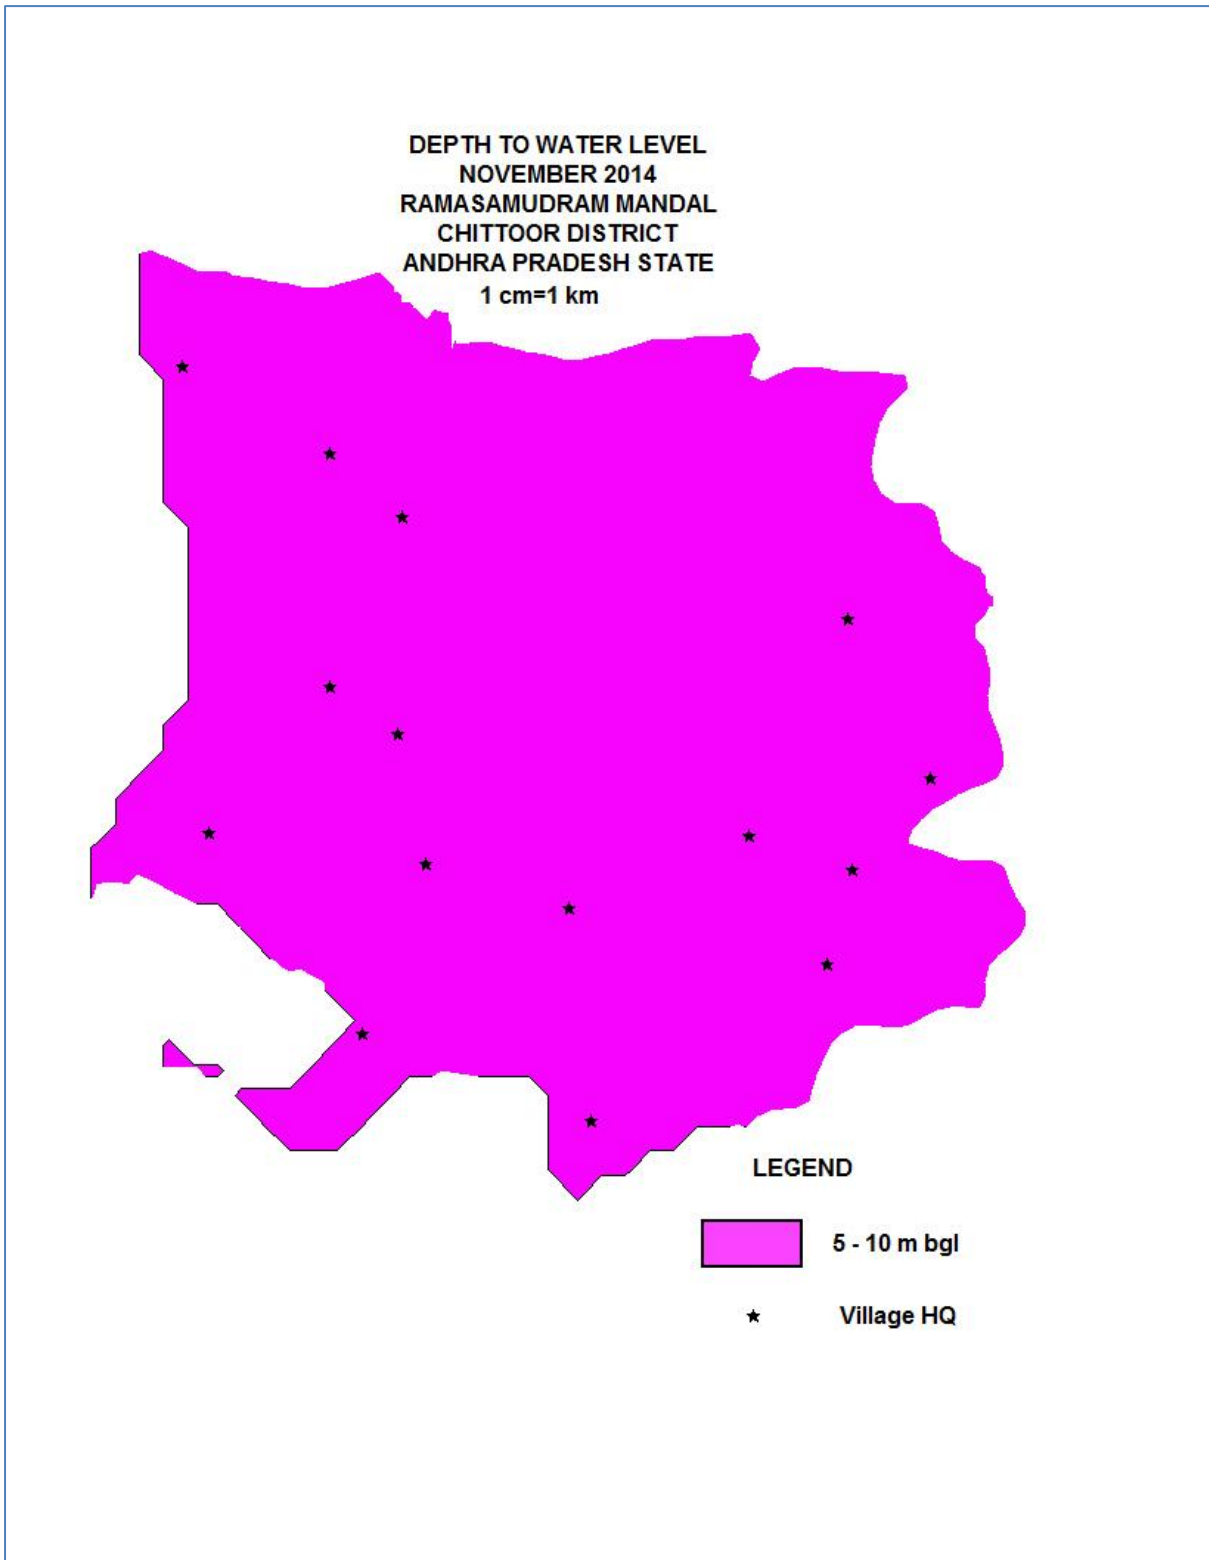 DEPTH TO WATER LEVEL
NOVEMBER 2014
RAMASAMUDRAM MANDAL
CHITTOOR DISTRICT
ANDHRA PRADESH STATE
1 cm=1 km
LEGEND
5 - 10 m bgl
Village HQ